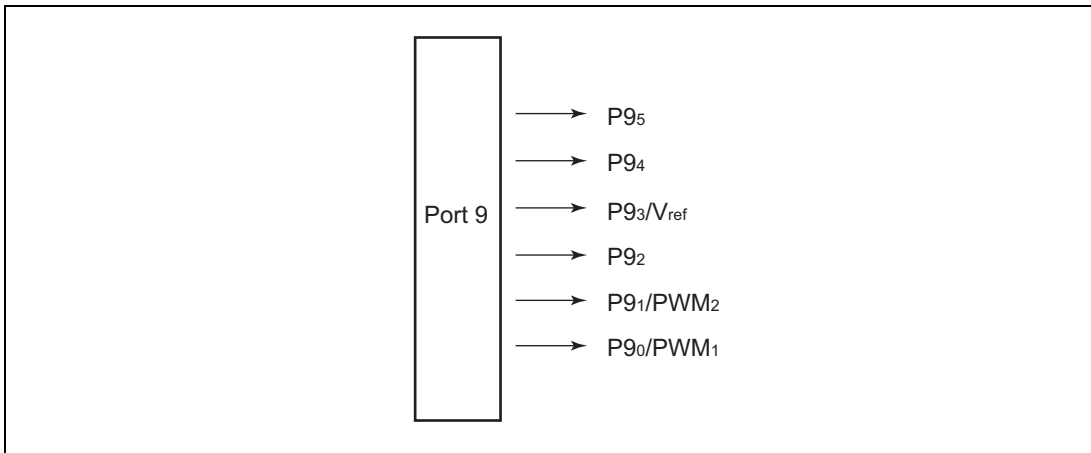 P9₅
P9₄
Port 9
P9₃/Vref
P9₂
P9₁/PWM₂
P9₀/PWM₁